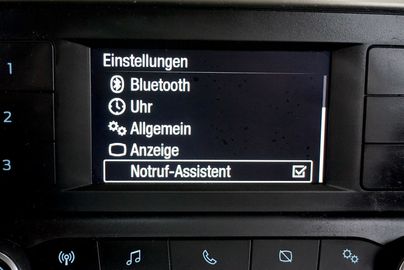 Einstellungen
1
Bluetooth
Uhr
2
Allgemein
Anzeige
3
Notruf-Assistent